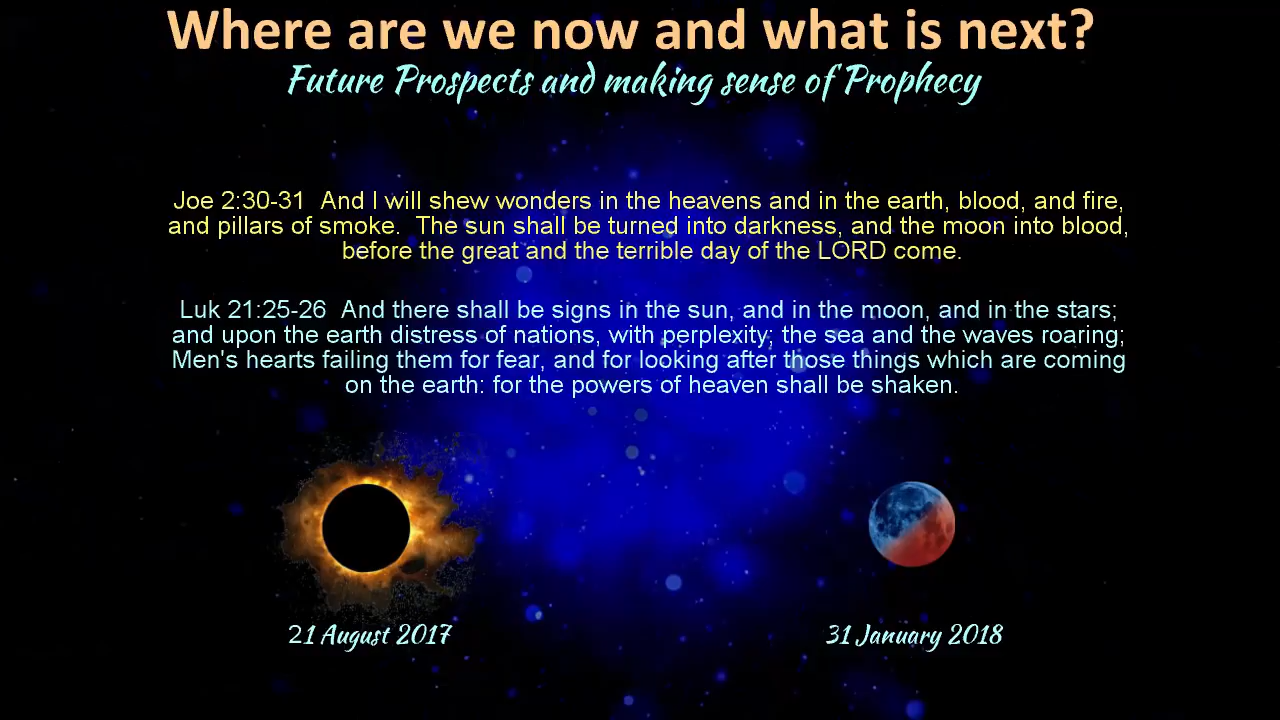 Where are we now and what is next?
Future Prospects and making sense of Prophecy
Joe 2:30-31  And I will shew wonders in the heavens and in the earth, blood, and fire,
and pillars of smoke.  The sun shall be turned into darkness, and the moon into blood,
before the great and the terrible day of the LORD come.
Luk 21:25-26  And there shall be signs in the sun, and in the moon, and in the stars;
and upon the earth distress of nations, with perplexity; the sea and the waves roaring;
Men's hearts failing them for fear, and for looking after those things which are coming
on the earth: for the powers of heaven shall be shaken.
21 August 2017
31 January 2018